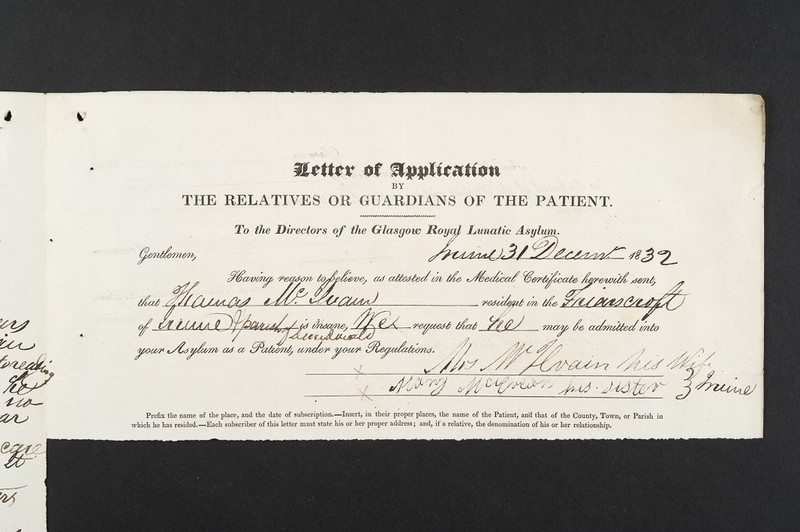 Letter of Application
BY
THE RELATIVES OR GUARDIANS OF THE PATIENT.
To the Directors of the Glasgow Royal Lunatic Asylum.
Gentlemen, Irvine 31 Decemr 1832
Having reason to believe, as attested in the Medical Certificate herewith sent,
that Thamas Mc Ivain resident in the Friarscroft
of Irvine parish is insane, We request that he may be admitted into
your Asylum as a Patient, under your Regulations.
Mrs McIlvain his Wife
Mary his sister Irvine
Prefix the name of the place, and the date of subscription.—Insert, in their proper places, the name of the Patient, and that of the County, Town, or Parish in
which he has resided.—Each subscriber of this letter must state his or her proper address; and, if a relative, the denomination of his or her relationship.